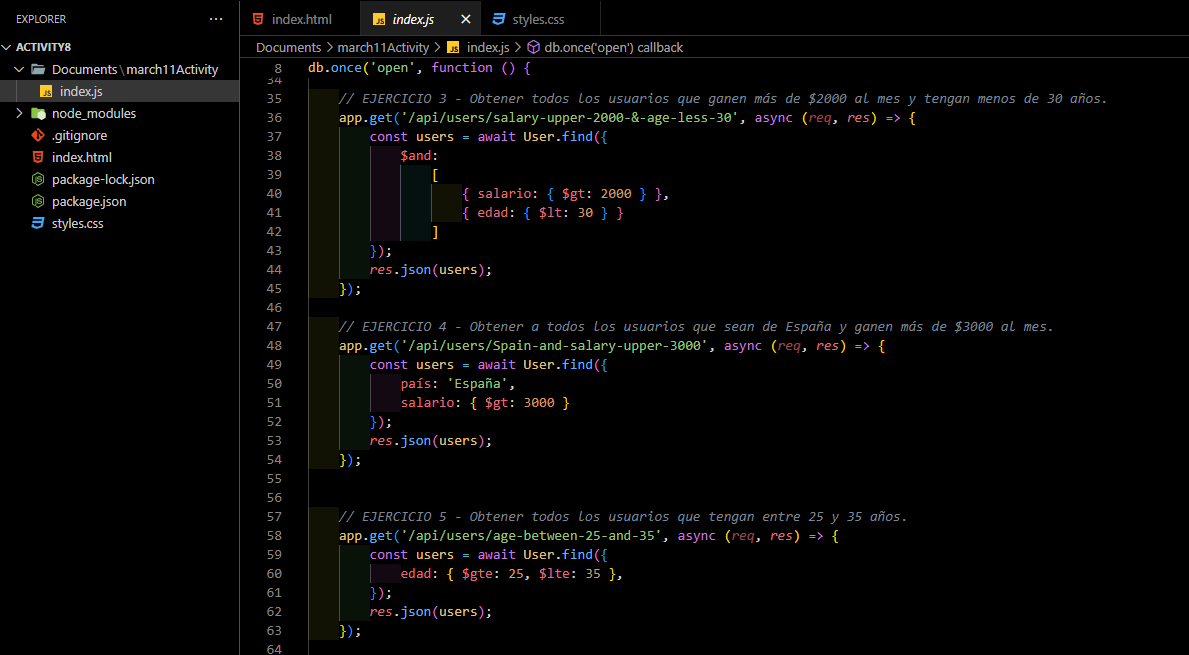 EXPLORER
···
index.html
index.js
styles.css
ACTIVITY8
Documents > march11Activity > index.js > db.once('open') callback
Documents\march11Activity
index.js
node_modules
.gitignore
index.html
package-lock.json
package.json
styles.css
8 db.once('open', function () {
34
35 // EJERCICIO 3 - Obtener todos los usuarios que ganen más de $2000 al mes y tengan menos de 30 años.
36 app.get('/api/users/salary-upper-2000-&-age-less-30', async (req, res) => {
37 const users = await User.find({
38 $and:
39 [
40 { salario: { $gt: 2000 } },
41 { edad: { $lt: 30 } }
42 ]
43 });
44 res.json(users);
45 });
46
47 // EJERCICIO 4 - Obtener a todos los usuarios que sean de España y ganen más de $3000 al mes.
48 app.get('/api/users/Spain-and-salary-upper-3000', async (req, res) => {
49 const users = await User.find({
50 país: 'España',
51 salario: { $gt: 3000 }
52 });
53 res.json(users);
54 });
55
56
57 // EJERCICIO 5 - Obtener todos los usuarios que tengan entre 25 y 35 años.
58 app.get('/api/users/age-between-25-and-35', async (req, res) => {
59 const users = await User.find({
60 edad: { $gte: 25, $lte: 35 },
61 });
62 res.json(users);
63 });
64